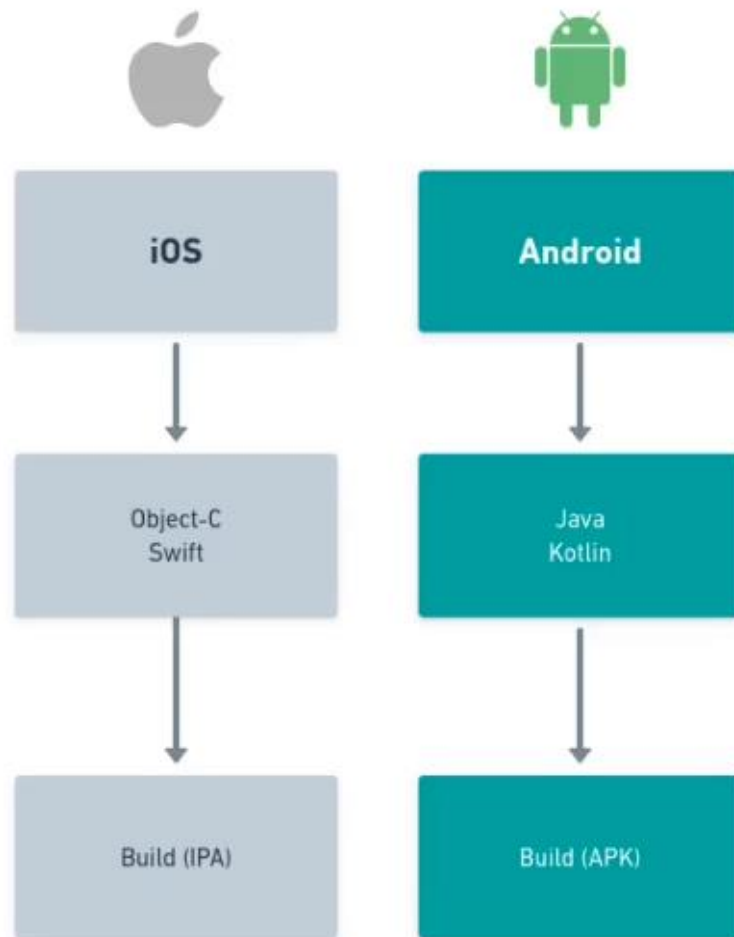 iOS
Android
Object-C
Swift
Java
Kotlin
Build (IPA)
Build (APK)